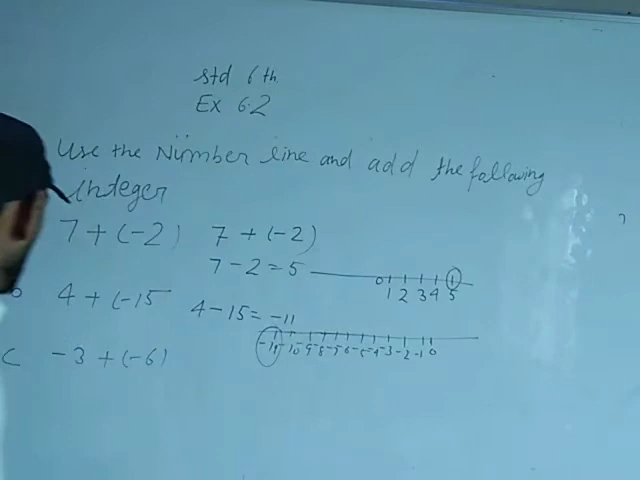 std 6th
Ex 6.2
Use the Number line and add the following
integer
7 + (-2) 7 + (-2)
7 - 2 = 5 0 1 2 3 4 5
4 + (-15 4 - 15 = -11
-11 -10 -9 -8 -5 -6 -5 -4 -3 -2 -1 0
C -3 + (-6)